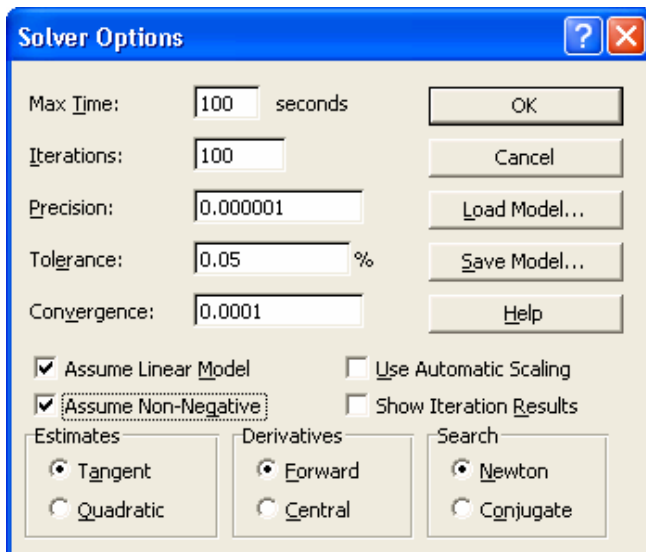 Solver Options
Max Time: 100 seconds OK
Iterations: 100 Cancel
Precision: 0.000001 Load Model...
Tolerance: 0.05 % Save Model...
Convergence: 0.0001 Help
Assume Linear Model Use Automatic Scaling
Assume Non-Negative Show Iteration Results
Estimates Derivatives Search
Tangent Forward Newton
Quadratic Central Conjugate